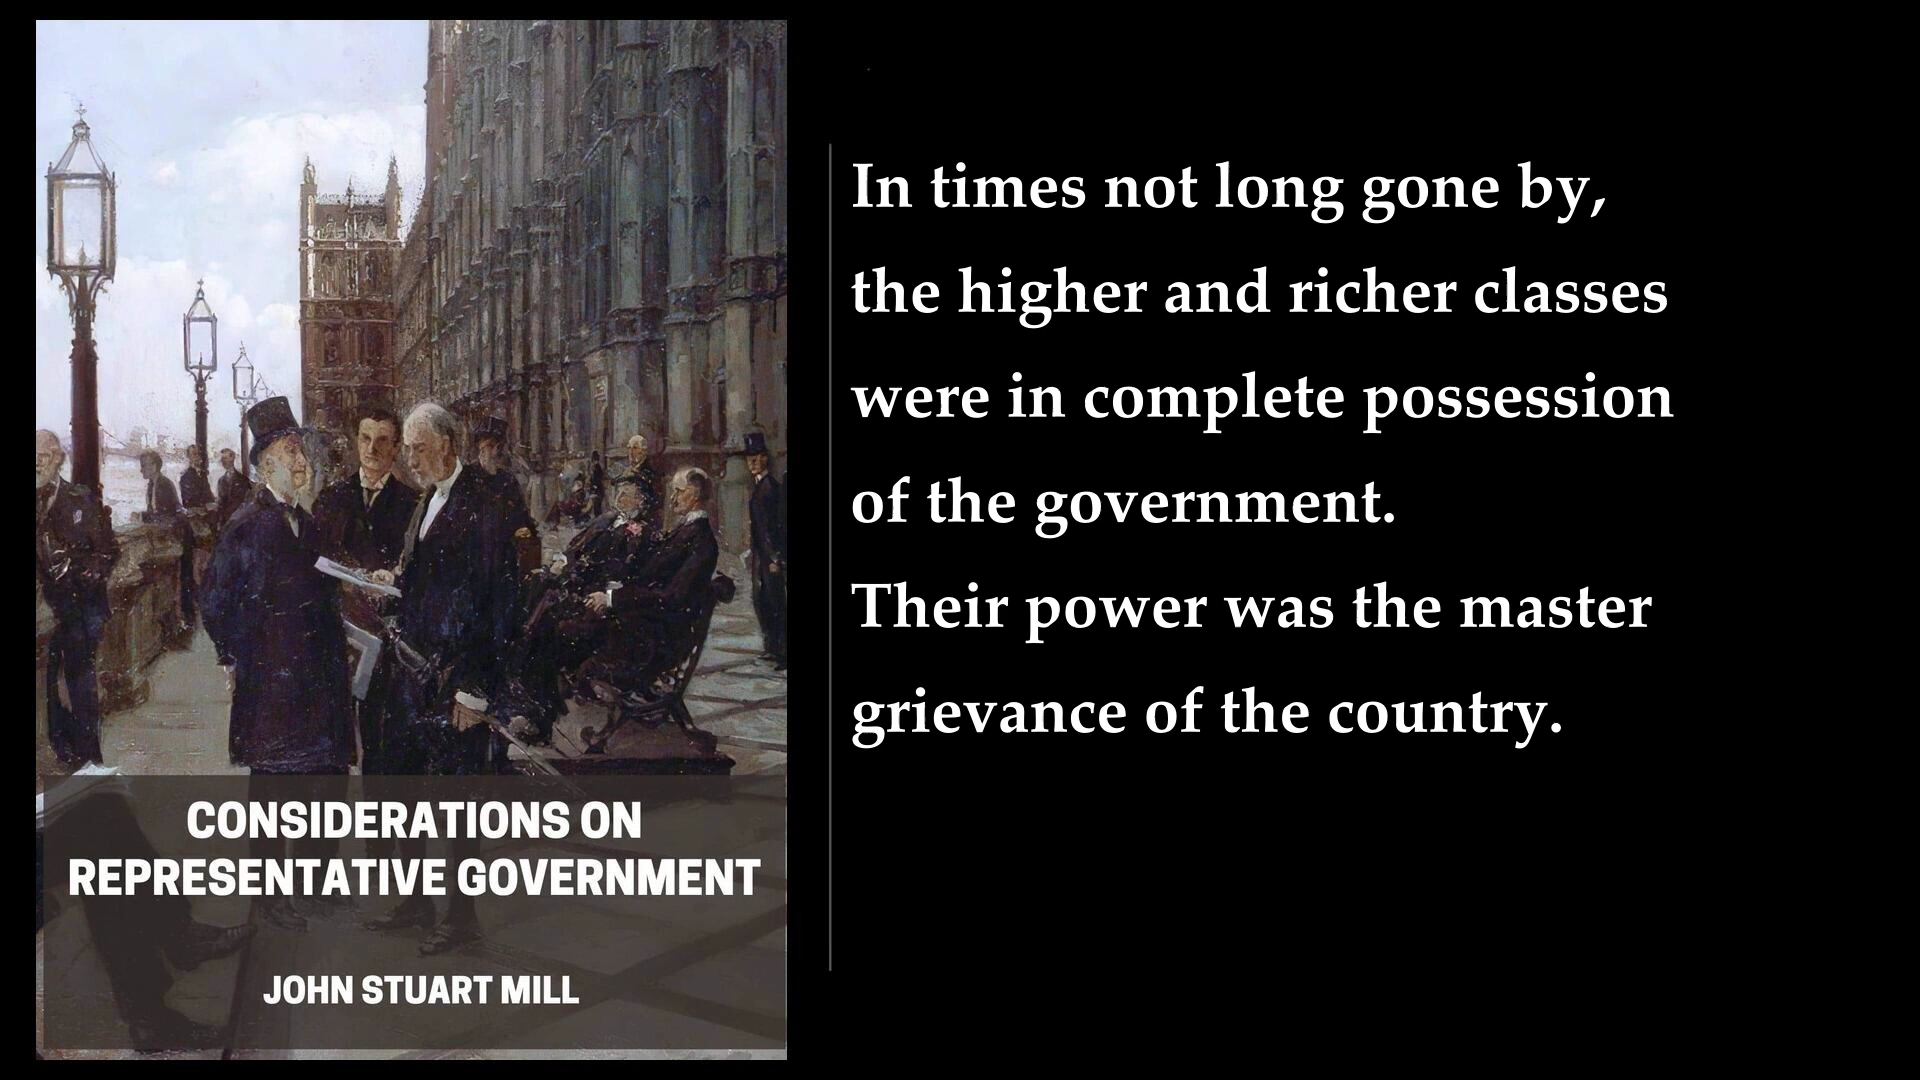 CONSIDERATIONS ON
REPRESENTATIVE GOVERNMENT
JOHN STUART MILL
In times not long gone by,
the higher and richer classes
were in complete possession
of the government.
Their power was the master
grievance of the country.